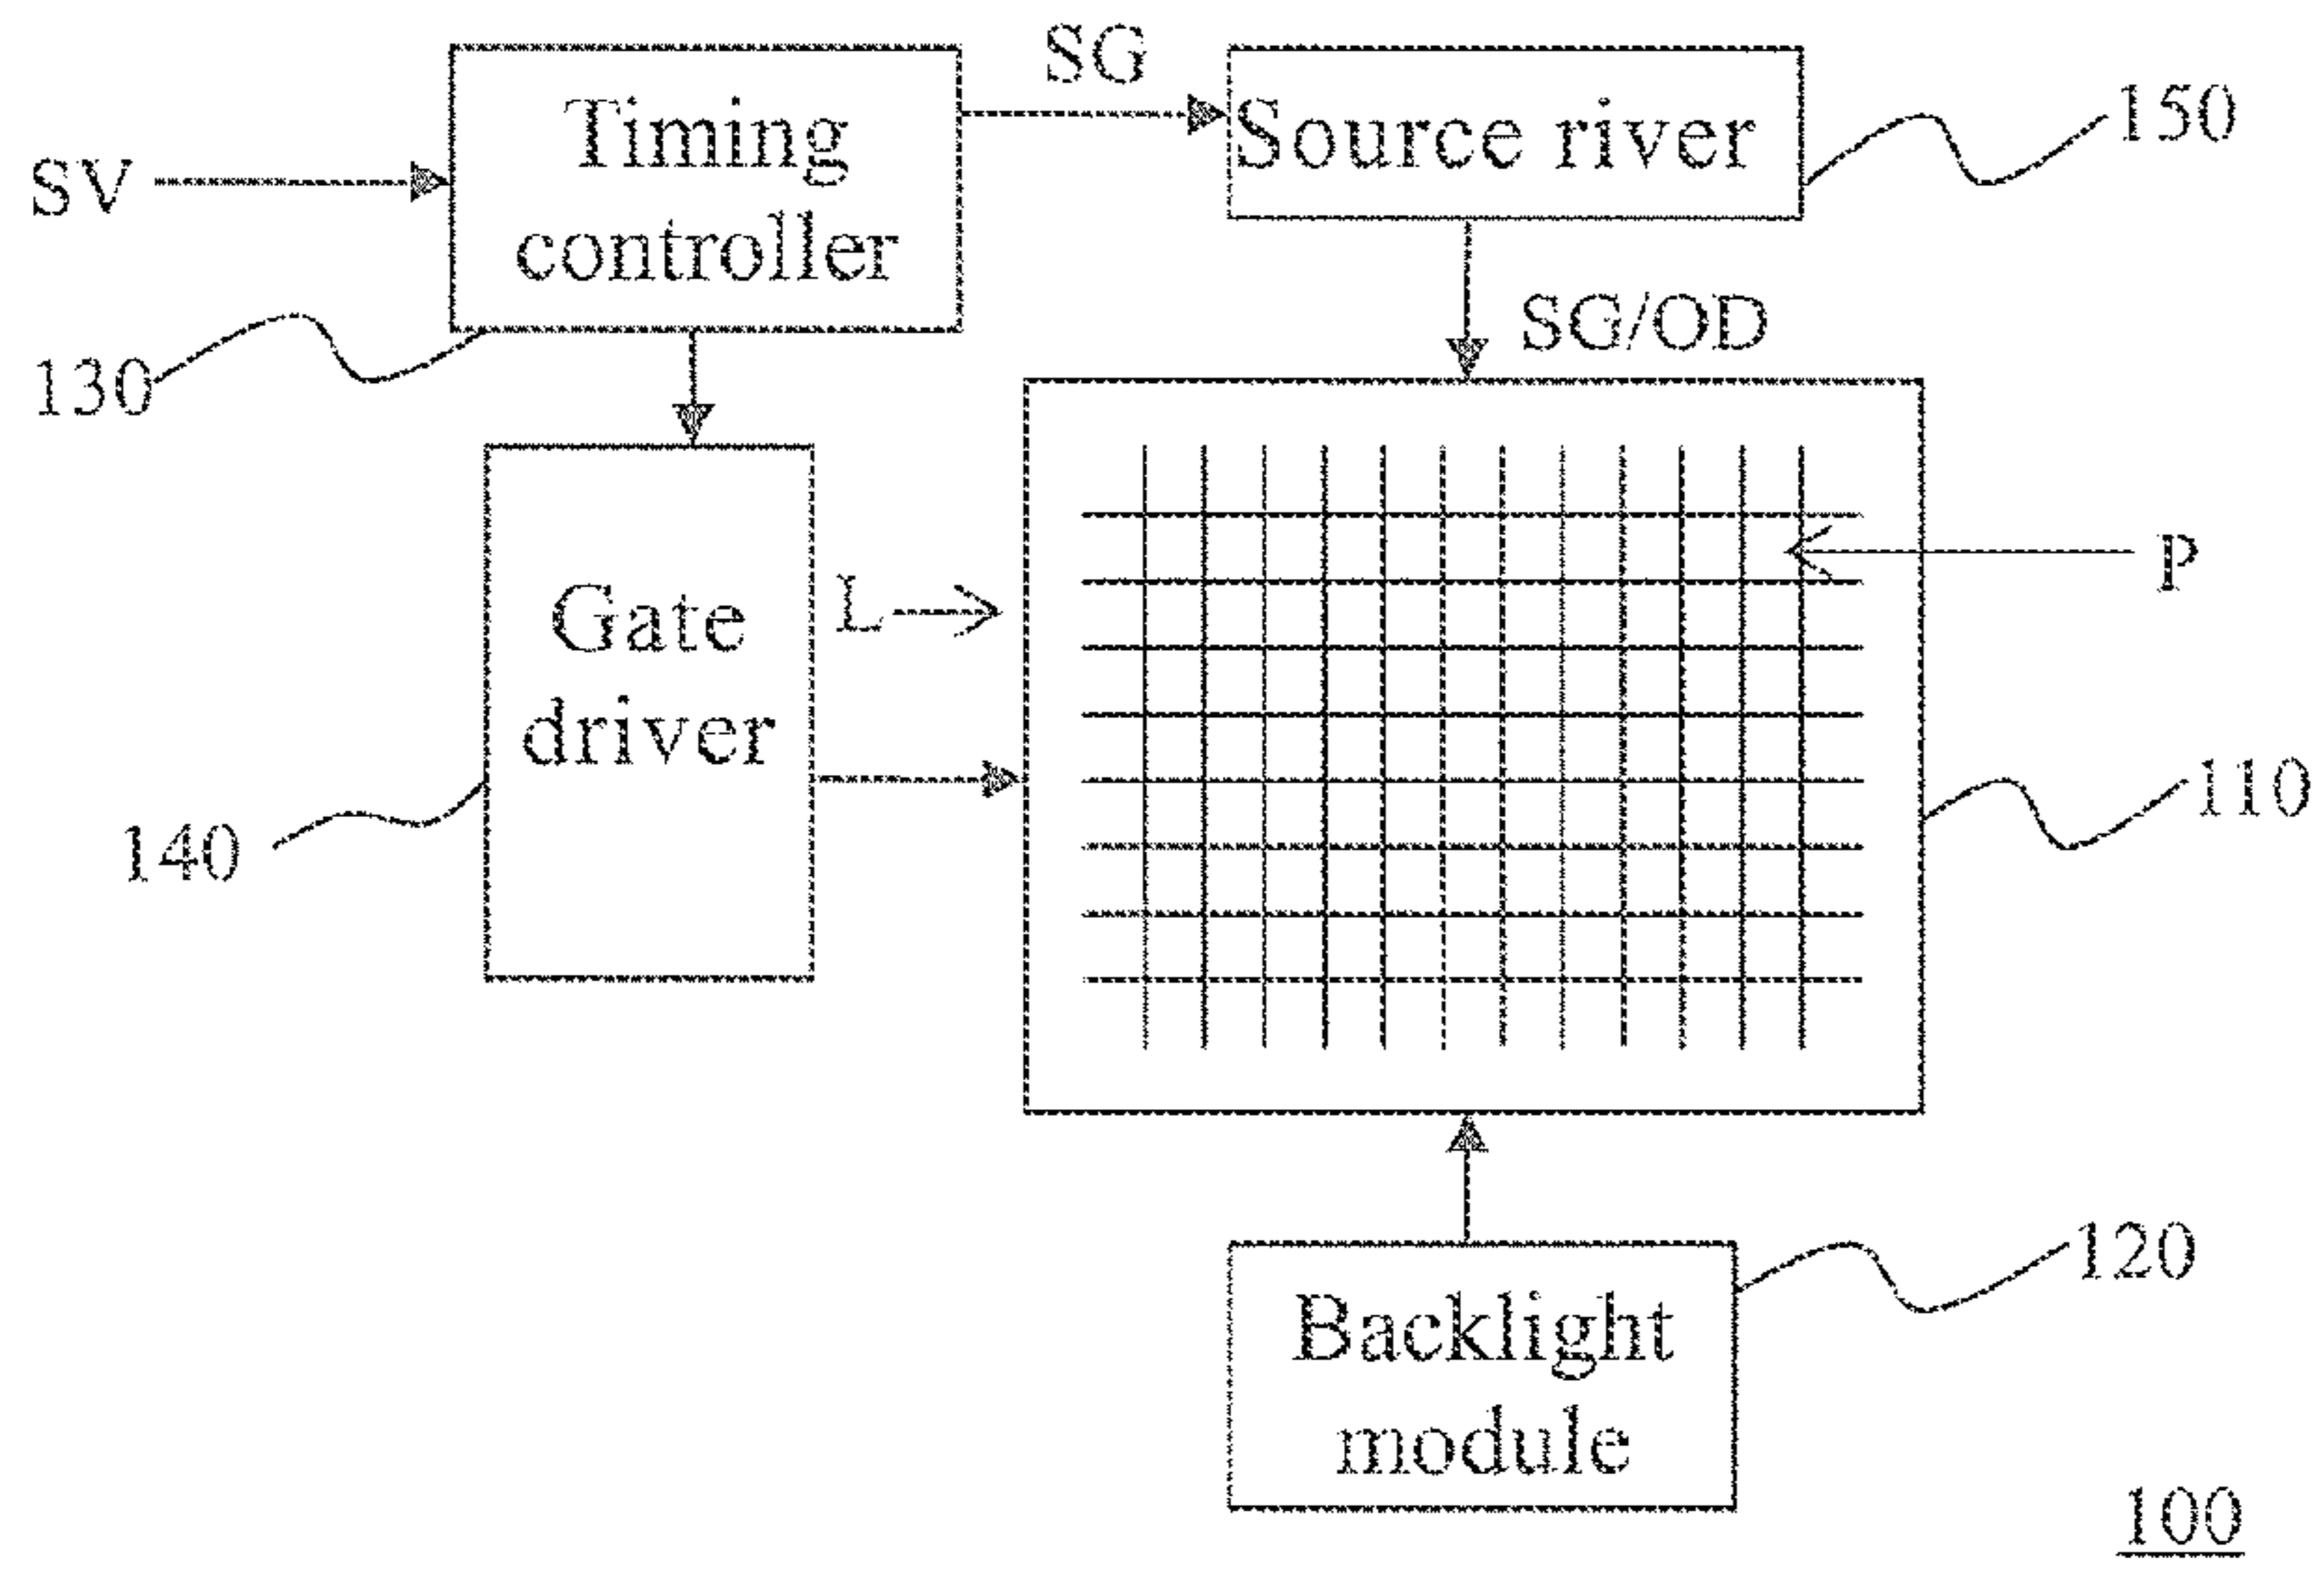 SG
Timing
controller
Source river
150
SV
SG/OD
130
P
L
Gate
driver
110
140
120
Backlight
module
100